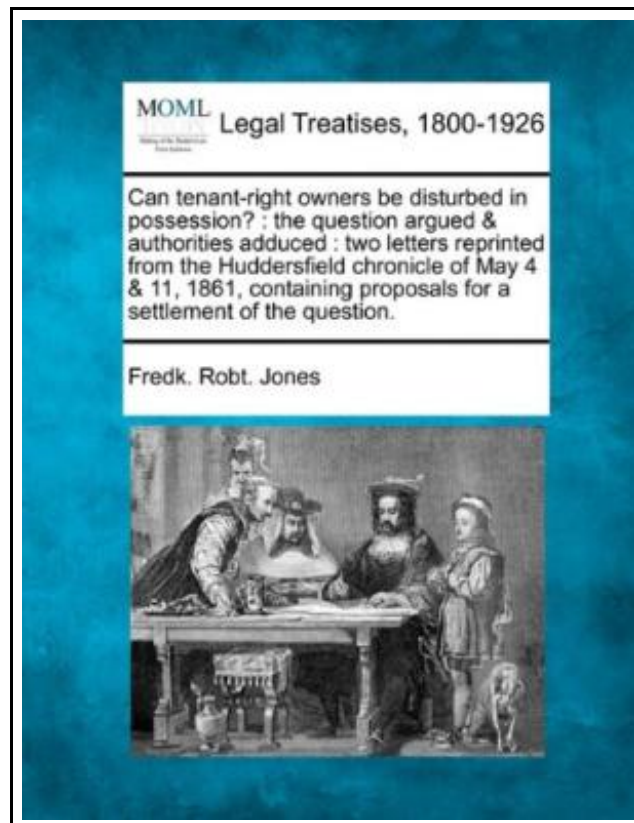 MOML
Legal Treatises, 1800-1926
Can tenant-right owners be disturbed in
possession? : the question argued &
authorities adduced : two letters reprinted
from the Huddersfield chronicle of May 4
& 11, 1861, containing proposals for a
settlement of the question.
Fredk. Robt. Jones